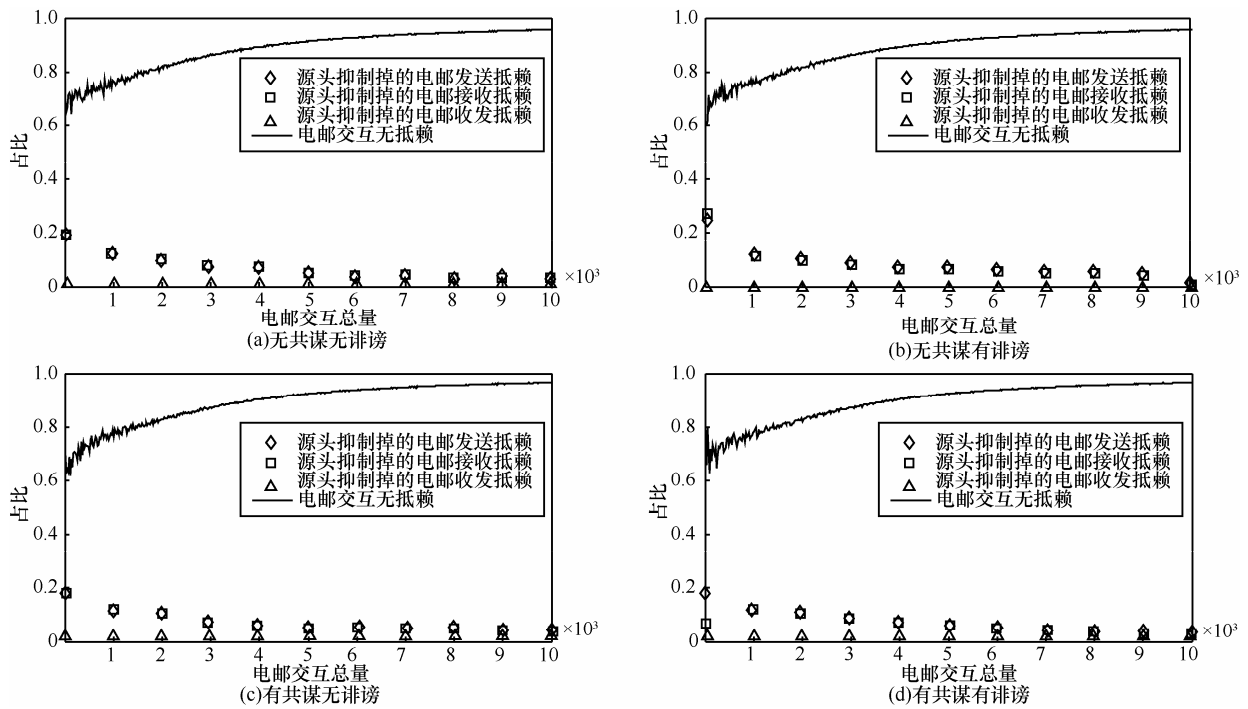 1.0
0.8
0.6
0.4
0.2
0
占比
源头抑制掉的电邮发送抵赖
源头抑制掉的电邮接收抵赖
源头抑制掉的电邮收发抵赖
电邮交互无抵赖
1 2 3 4 5 6 7 8 9 10
×10³
电邮交互总量
(a)无共谋无诽谤
1.0
0.8
0.6
0.4
0.2
0
占比
源头抑制掉的电邮发送抵赖
源头抑制掉的电邮接收抵赖
源头抑制掉的电邮收发抵赖
电邮交互无抵赖
1 2 3 4 5 6 7 8 9 10
×10³
电邮交互总量
(b)无共谋有诽谤
1.0
0.8
0.6
0.4
0.2
0
占比
源头抑制掉的电邮发送抵赖
源头抑制掉的电邮接收抵赖
源头抑制掉的电邮收发抵赖
电邮交互无抵赖
1 2 3 4 5 6 7 8 9 10
×10³
电邮交互总量
(c)有共谋无诽谤
1.0
0.8
0.6
0.4
0.2
0
占比
源头抑制掉的电邮发送抵赖
源头抑制掉的电邮接收抵赖
源头抑制掉的电邮收发抵赖
电邮交互无抵赖
1 2 3 4 5 6 7 8 9 10
×10³
电邮交互总量
(d)有共谋有诽谤